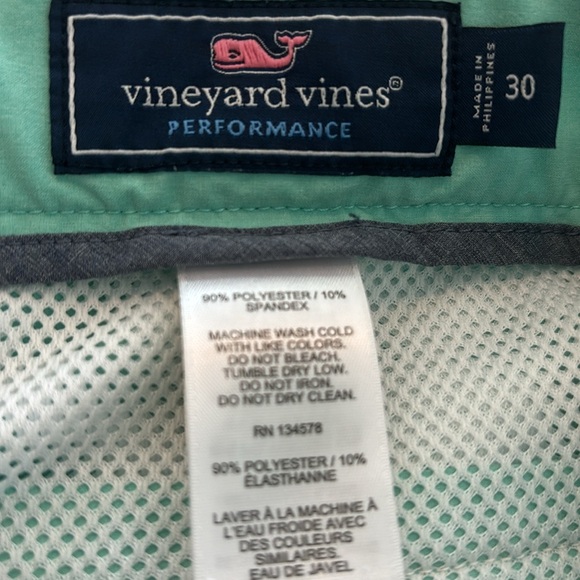 vineyard vines®
PERFORMANCE
MADE IN
PHILIPPINES
30
90% POLYESTER / 10%
SPANDEX
MACHINE WASH COLD
WITH LIKE COLORS.
DO NOT BLEACH.
TUMBLE DRY LOW.
DO NOT IRON.
DO NOT DRY CLEAN.
RN 134578
90% POLYESTER / 10%
ÉLASTHANNE
LAVER À LA MACHINE À
L'EAU FROIDE AVEC
DES COULEURS
SIMILAIRES.
EAU DE JAVEL